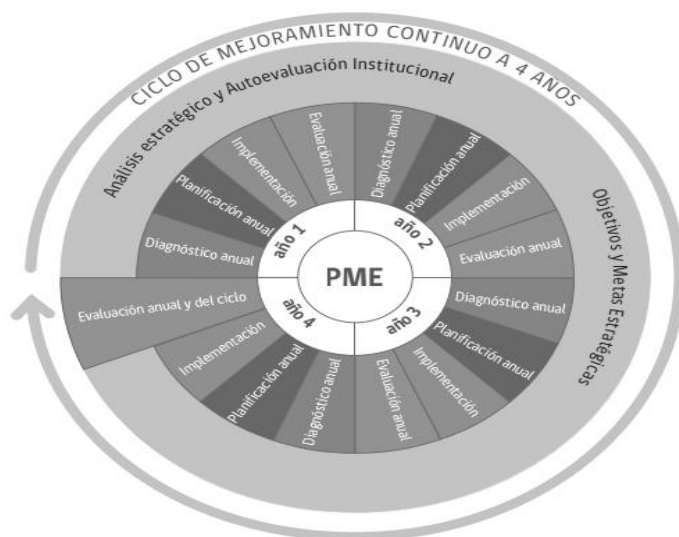 CICLO DE MEJORAMIENTO CONTINUO A 4 AÑOS
Análisis estratégico y Autoevaluación Institucional
Objetivos y Metas Estratégicas
PME
año 1
Diagnóstico anual
Planificación anual
Implementación
Evaluación anual
año 2
Diagnóstico anual
Planificación anual
Implementación
Evaluación anual
año 3
Diagnóstico anual
Planificación anual
Implementación
Evaluación anual
año 4
Diagnóstico anual
Planificación anual
Implementación
Evaluación anual y del ciclo